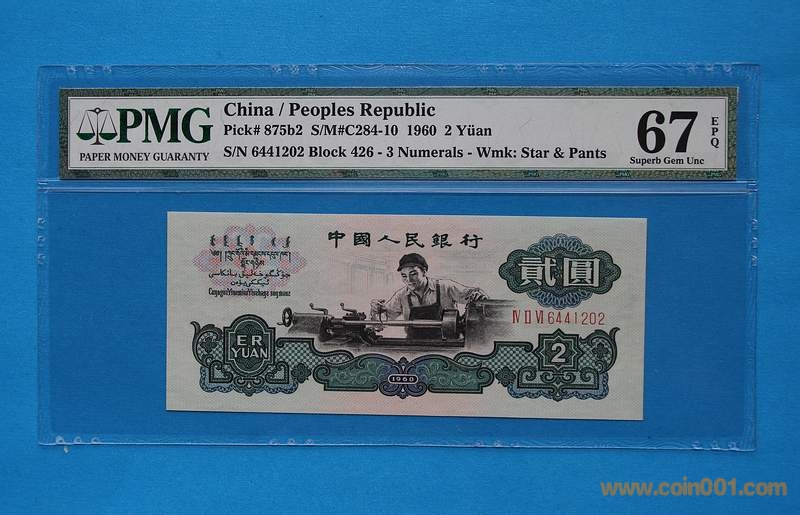 PMG
PAPER MONEY GUARANTY
China / Peoples Republic
Pick# 875b2 S/M#C284-10 1960 2 Yüan
S/N 6441202 Block 426 - 3 Numerals - Wmk: Star & Pants
67
EPQ
Superb Gem Unc
中國人民銀行
貳圓
ⅣⅡⅥ6441202
ER
YUAN
2
1960
www.coin001.com